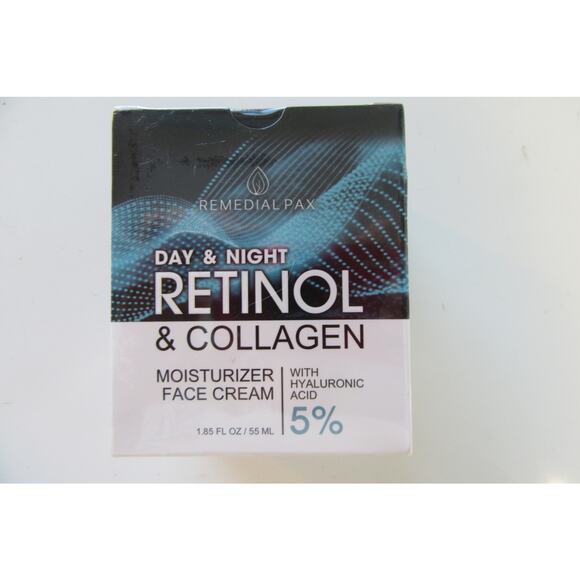 REMEDIAL PAX
DAY & NIGHT
RETINOL
& COLLAGEN
MOISTURIZER
FACE CREAM
WITH
HYALURONIC
ACID
5%
1.85 FL OZ / 55 ML